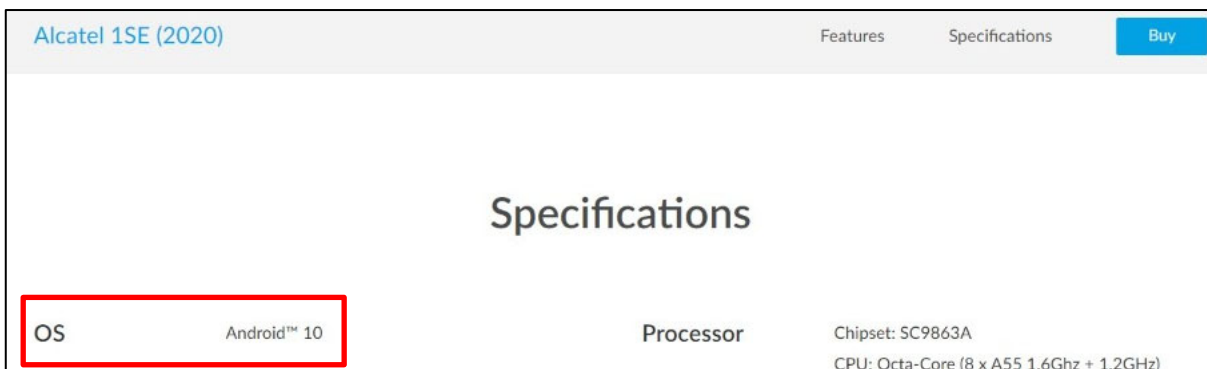 Alcatel 1SE (2020) Features Specifications Buy
Specifications
OS Android™ 10 Processor Chipset: SC9863A
CPU: Octa-Core (8 x A55 1.6Ghz + 1.2GHz)